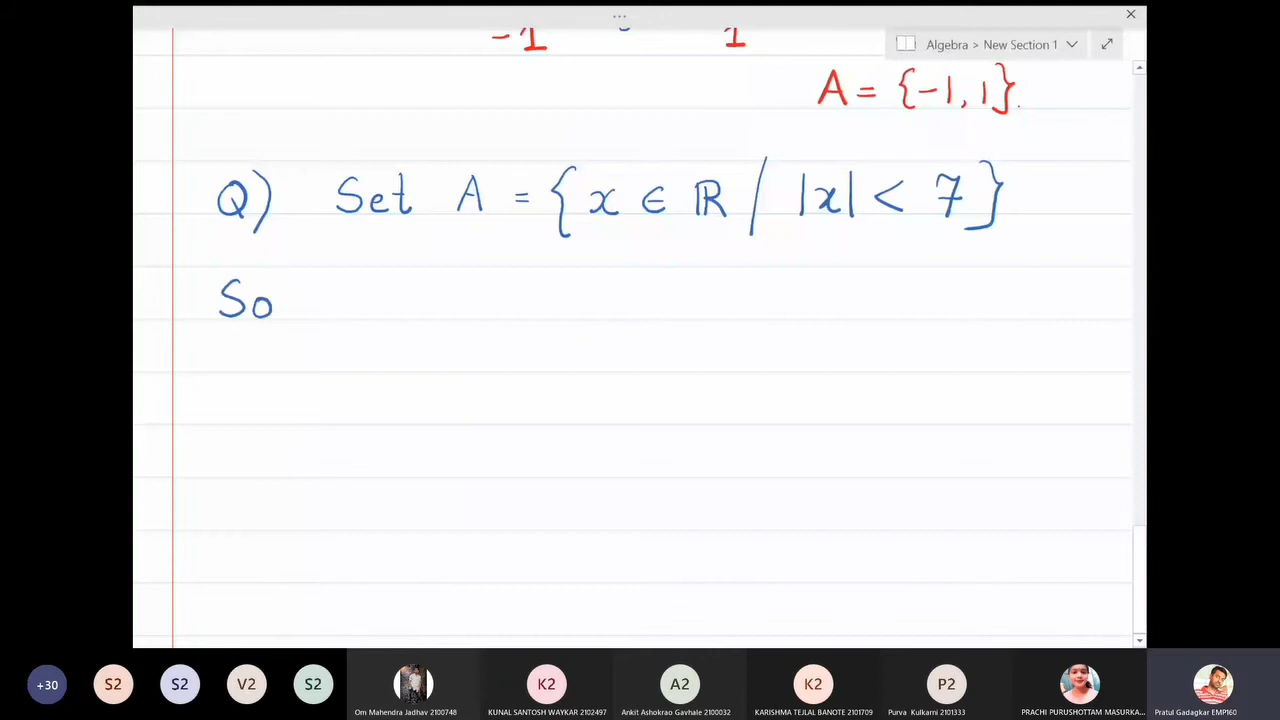 -1 1
Algebra > New Section 1
A = {-1, 1}.
Q) Set A = {x ∈ ℝ / |x| < 7}
So
+30 S2 S2 V2 S2 K2 A2 K2 P2
Om Mahendra Jadhav 2100748 KUNAL SANTOSH WAYKAR 2102497 Ankit Ashokrao Gavhale 2100032 KARISHMA TEJLAL BANOTE 2101709 Purva Kulkarni 2101333 PRACHI PURUSHOTTAM MASURKA... Pratul Gadagkar EMP160